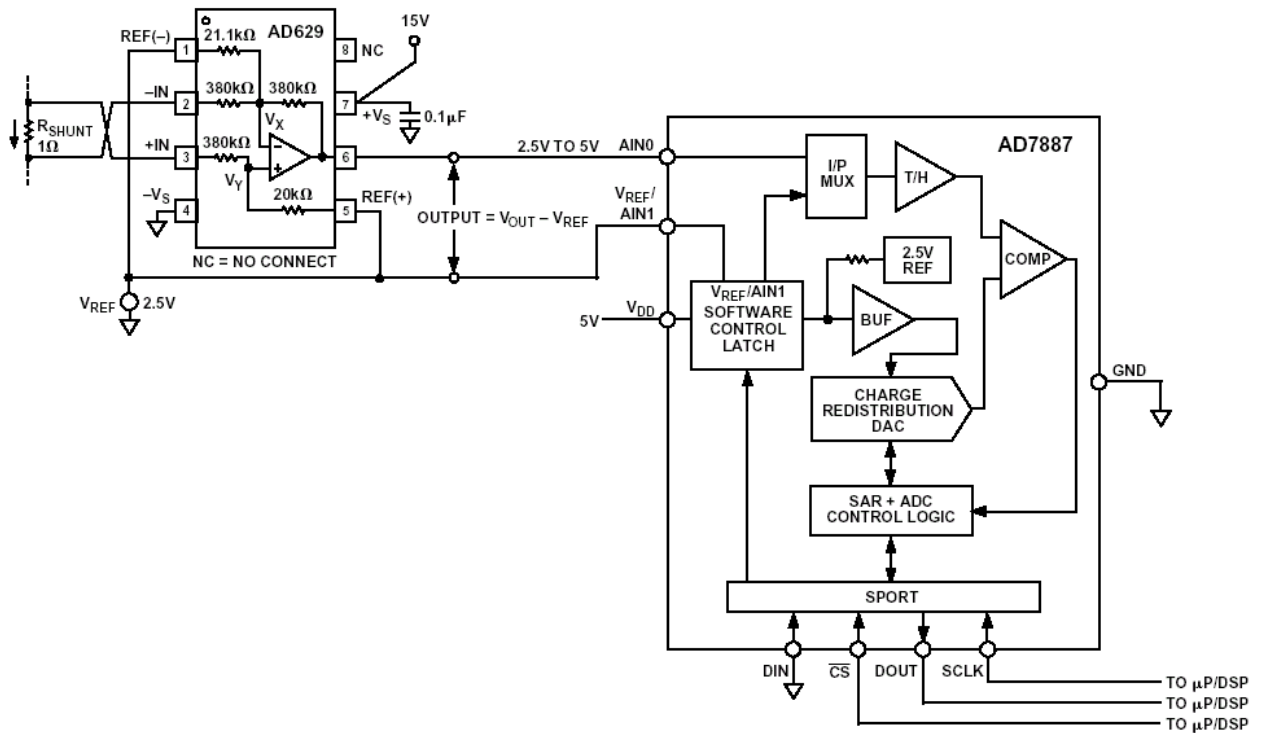 AD629
REF(–)
1
21.1kΩ
8
NC
15V
–IN
2
380kΩ
380kΩ
7
+VS
0.1µF
RSHUNT
1Ω
VX
+IN
3
380kΩ
–
+
6
VY
–VS
4
20kΩ
REF(+)
5
NC = NO CONNECT
OUTPUT = VOUT – VREF
VREF
2.5V
2.5V TO 5V
AIN0
AD7887
I/P
MUX
T/H
VREF/
AIN1
2.5V
REF
COMP
5V
VDD
VREF/AIN1
SOFTWARE
CONTROL
LATCH
BUF
GND
CHARGE
REDISTRIBUTION
DAC
SAR + ADC
CONTROL LOGIC
SPORT
DIN
CS
DOUT
SCLK
TO µP/DSP
TO µP/DSP
TO µP/DSP